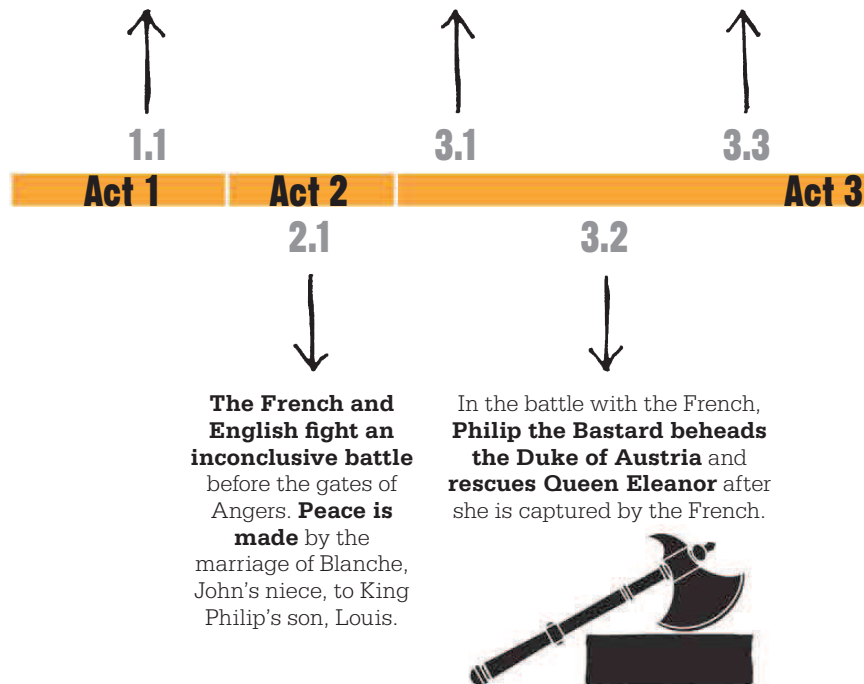 1.1
3.1
3.3
Act 1
Act 2
Act 3
2.1
3.2
The French and
English fight an
inconclusive battle
before the gates of
Angers. Peace is
made by the
marriage of Blanche,
John’s niece, to King
Philip’s son, Louis.
In the battle with the French,
Philip the Bastard beheads
the Duke of Austria and
rescues Queen Eleanor after
she is captured by the French.